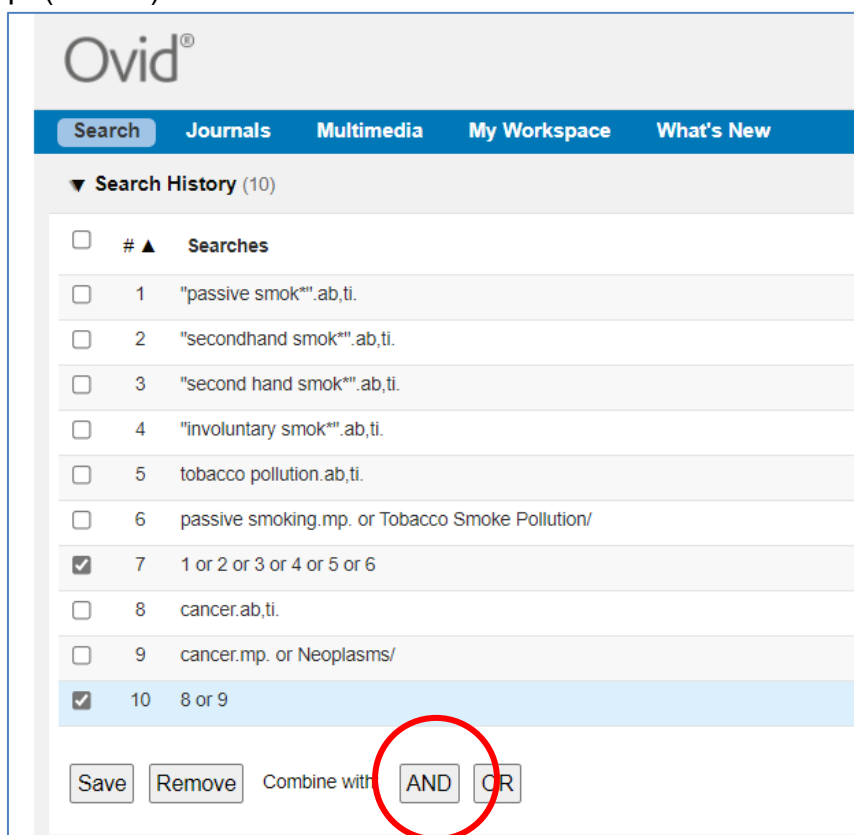 Ovid®
Search Journals Multimedia My Workspace What's New
▼ Search History (10)
# ▲ Searches
1 "passive smok*".ab,ti.
2 "secondhand smok*".ab,ti.
3 "second hand smok*".ab,ti.
4 "involuntary smok*".ab,ti.
5 tobacco pollution.ab,ti.
6 passive smoking.mp. or Tobacco Smoke Pollution/
7 1 or 2 or 3 or 4 or 5 or 6
8 cancer.ab,ti.
9 cancer.mp. or Neoplasms/
10 8 or 9
Save Remove Combine with AND OR